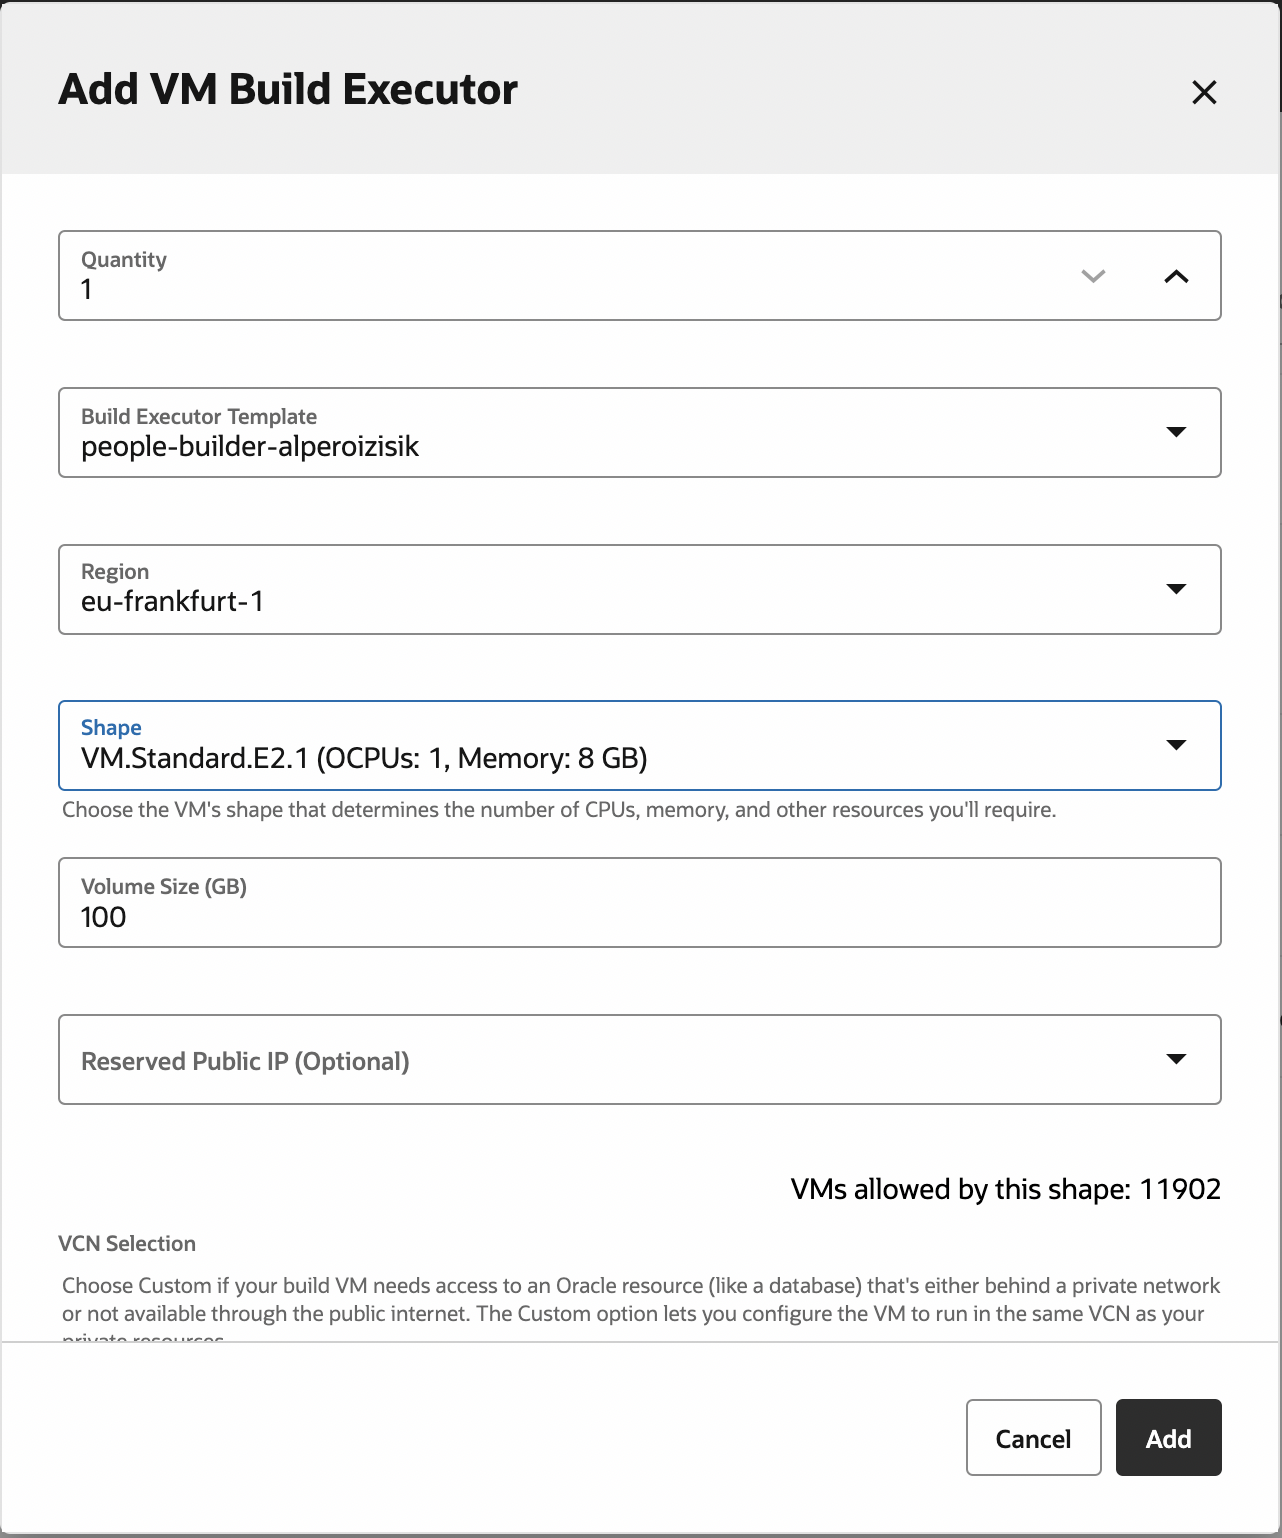 Add VM Build Executor
Quantity
1
Build Executor Template
people-builder-alperoizisik
Region
eu-frankfurt-1
Shape
VM.Standard.E2.1 (OCPUs: 1, Memory: 8 GB)
Choose the VM's shape that determines the number of CPUs, memory, and other resources you'll require.
Volume Size (GB)
100
Reserved Public IP (Optional)
VMs allowed by this shape: 11902
VCN Selection
Choose Custom if your build VM needs access to an Oracle resource (like a database) that's either behind a private network
or not available through the public internet. The Custom option lets you configure the VM to run in the same VCN as your
private resources.
Cancel
Add